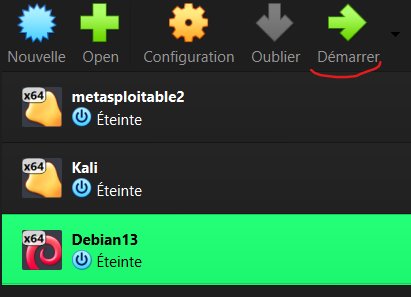 Nouvelle Open Configuration Oublier Démarrer
x64 metasploitable2
Éteinte
x64 Kali
Éteinte
x64 Debian13
Éteinte